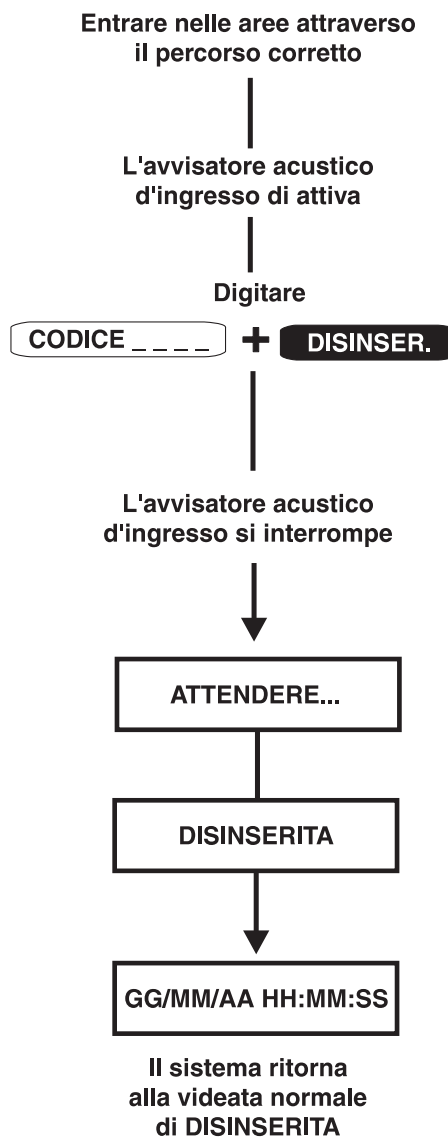 Entrare nelle aree attraverso
il percorso corretto
L'avvisatore acustico
d'ingresso di attiva
Digitare
CODICE _ _ _ _ + DISINSER.
L'avvisatore acustico
d'ingresso si interrompe
ATTENDERE...
DISINSERITA
GG/MM/AA HH:MM:SS
Il sistema ritorna
alla videata normale
di DISINSERITA